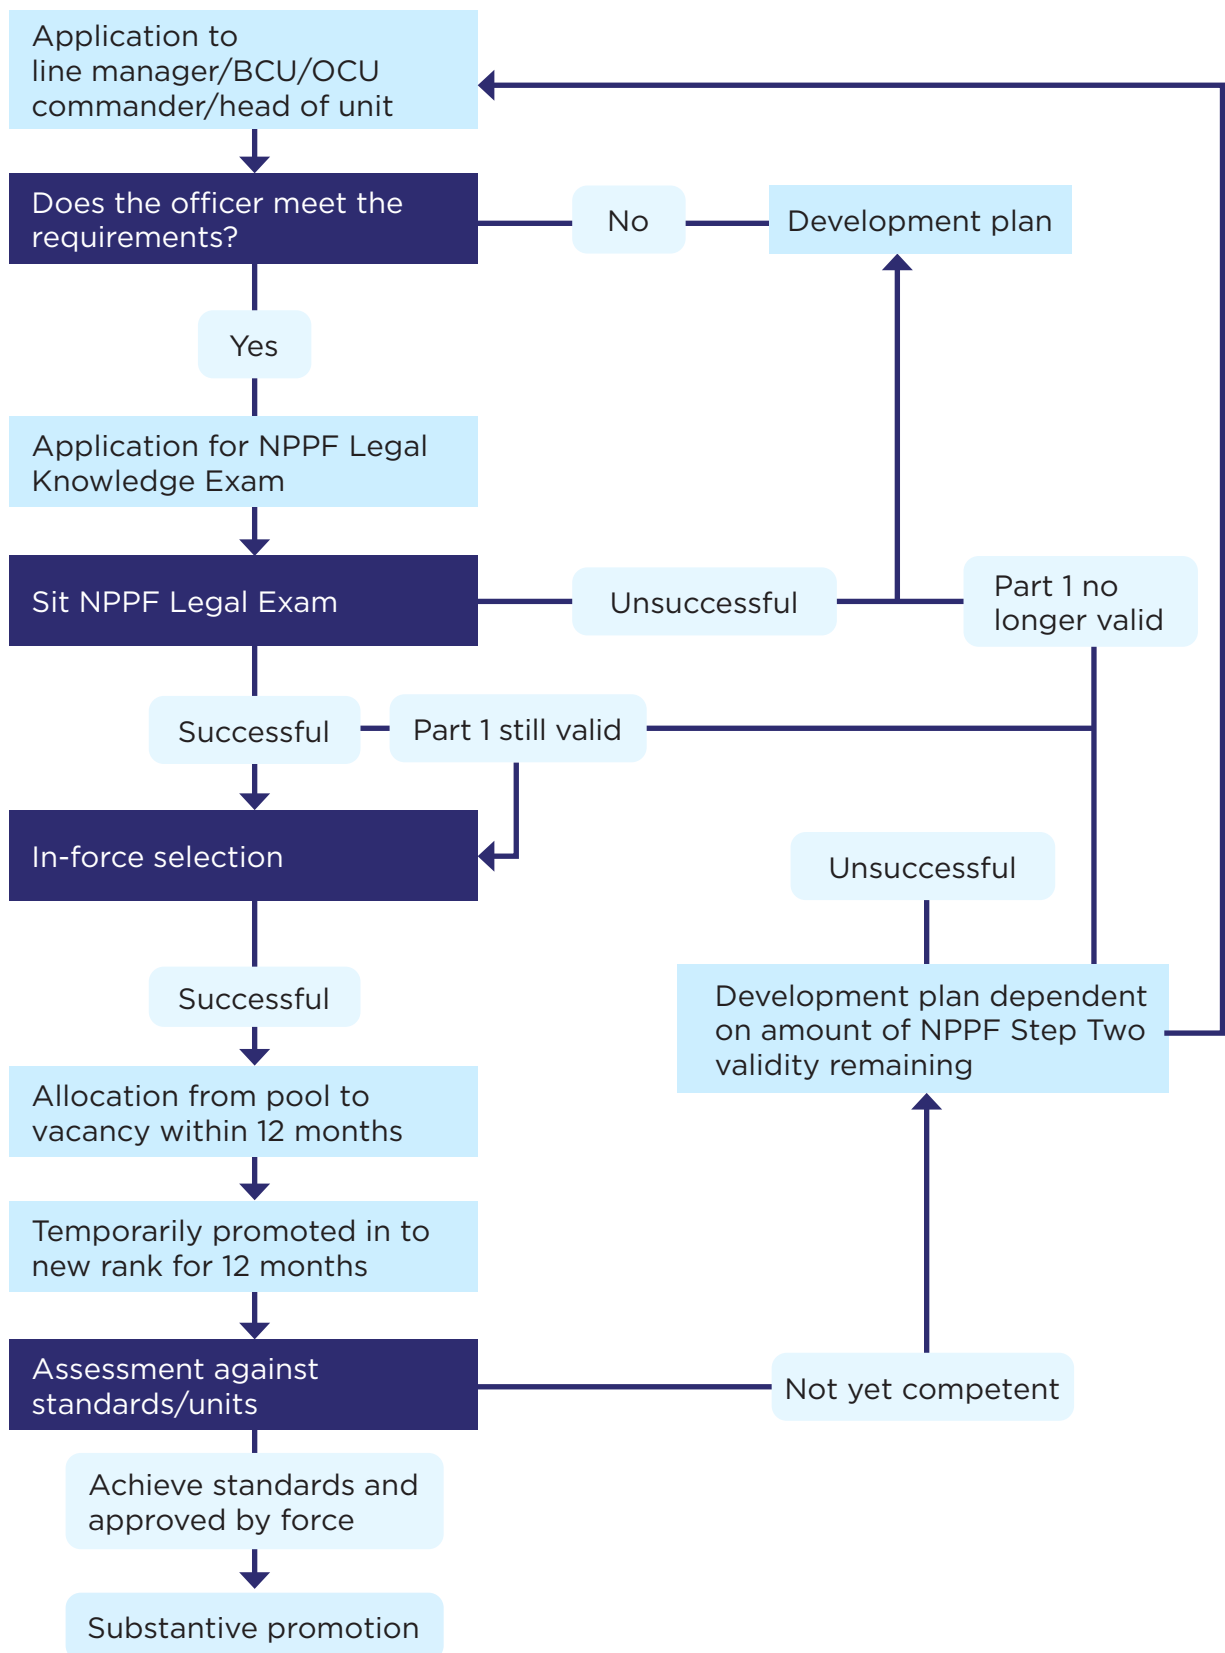 Application to
line manager/BCU/OCU
commander/head of unit
Does the officer meet the
requirements?
No
Development plan
Yes
Application for NPPF Legal
Knowledge Exam
Sit NPPF Legal Exam
Unsuccessful
Part 1 no
longer valid
Successful
Part 1 still valid
In-force selection
Unsuccessful
Successful
Development plan dependent
on amount of NPPF Step Two
validity remaining
Allocation from pool to
vacancy within 12 months
Temporarily promoted in to
new rank for 12 months
Assessment against
standards/units
Not yet competent
Achieve standards and
approved by force
Substantive promotion